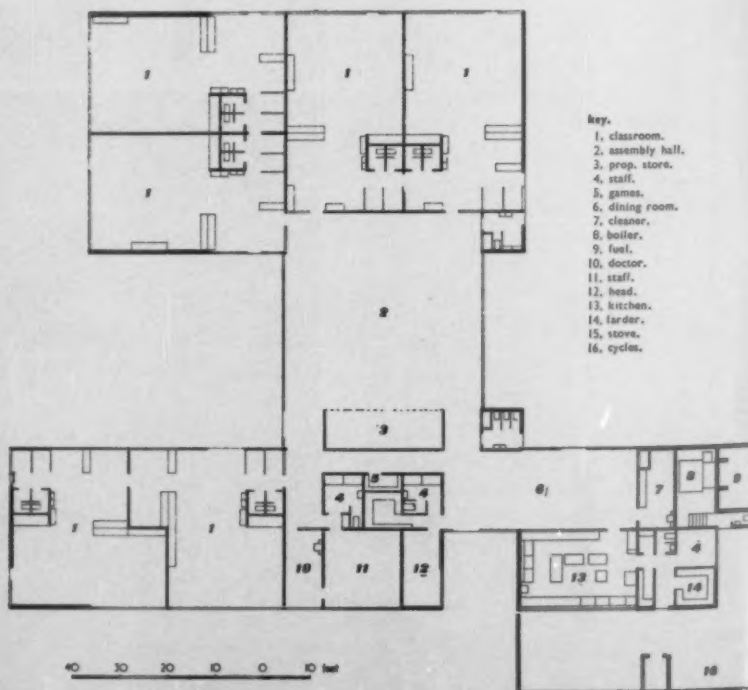 1
1
1
key.
1. classroom.
2. assembly hall.
3. prop. store.
4. staff.
5. games.
6. dining room.
7. cleaner.
8. boiler.
9. fuel.
10. doctor.
11. staff.
12. head.
13. kitchen.
14. larder.
15. stove.
16. cycles.
1
2
3
5
4
4
6
7
8
9
1
1
10
11
12
13
4
14
16
40 30 20 10 0 10 feet